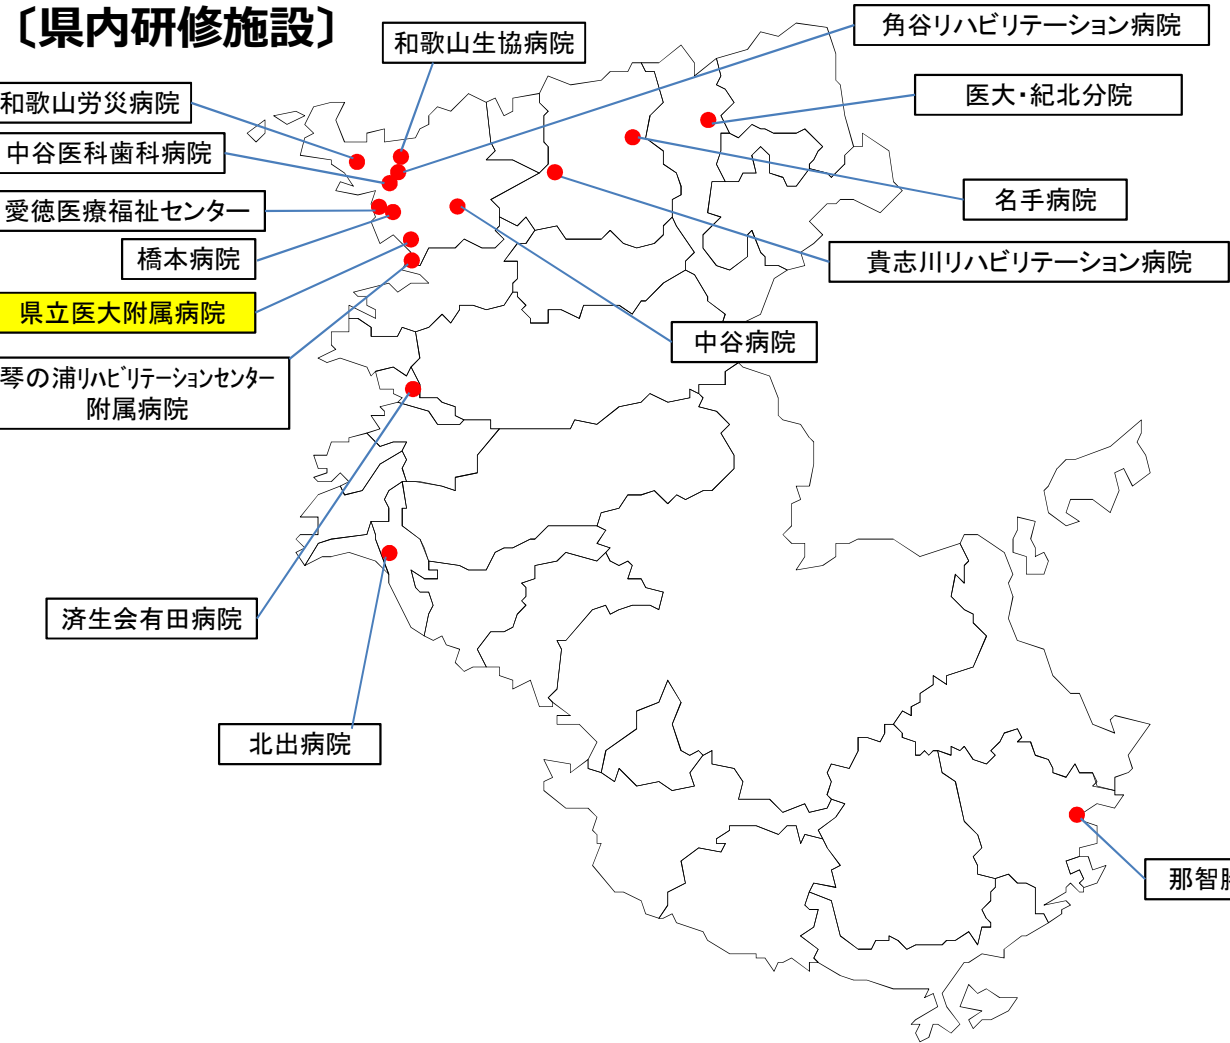 〔県内研修施設〕
和歌山生協病院
角谷リハビリテーション病院
和歌山労災病院
医大・紀北分院
中谷医科歯科病院
名手病院
愛徳医療福祉センター
橋本病院
貴志川リハビリテーション病院
県立医大附属病院
中谷病院
琴の浦ﾘﾊﾋﾞﾘﾃｰｼｮﾝｾﾝﾀｰ
附属病院
済生会有田病院
北出病院
那智